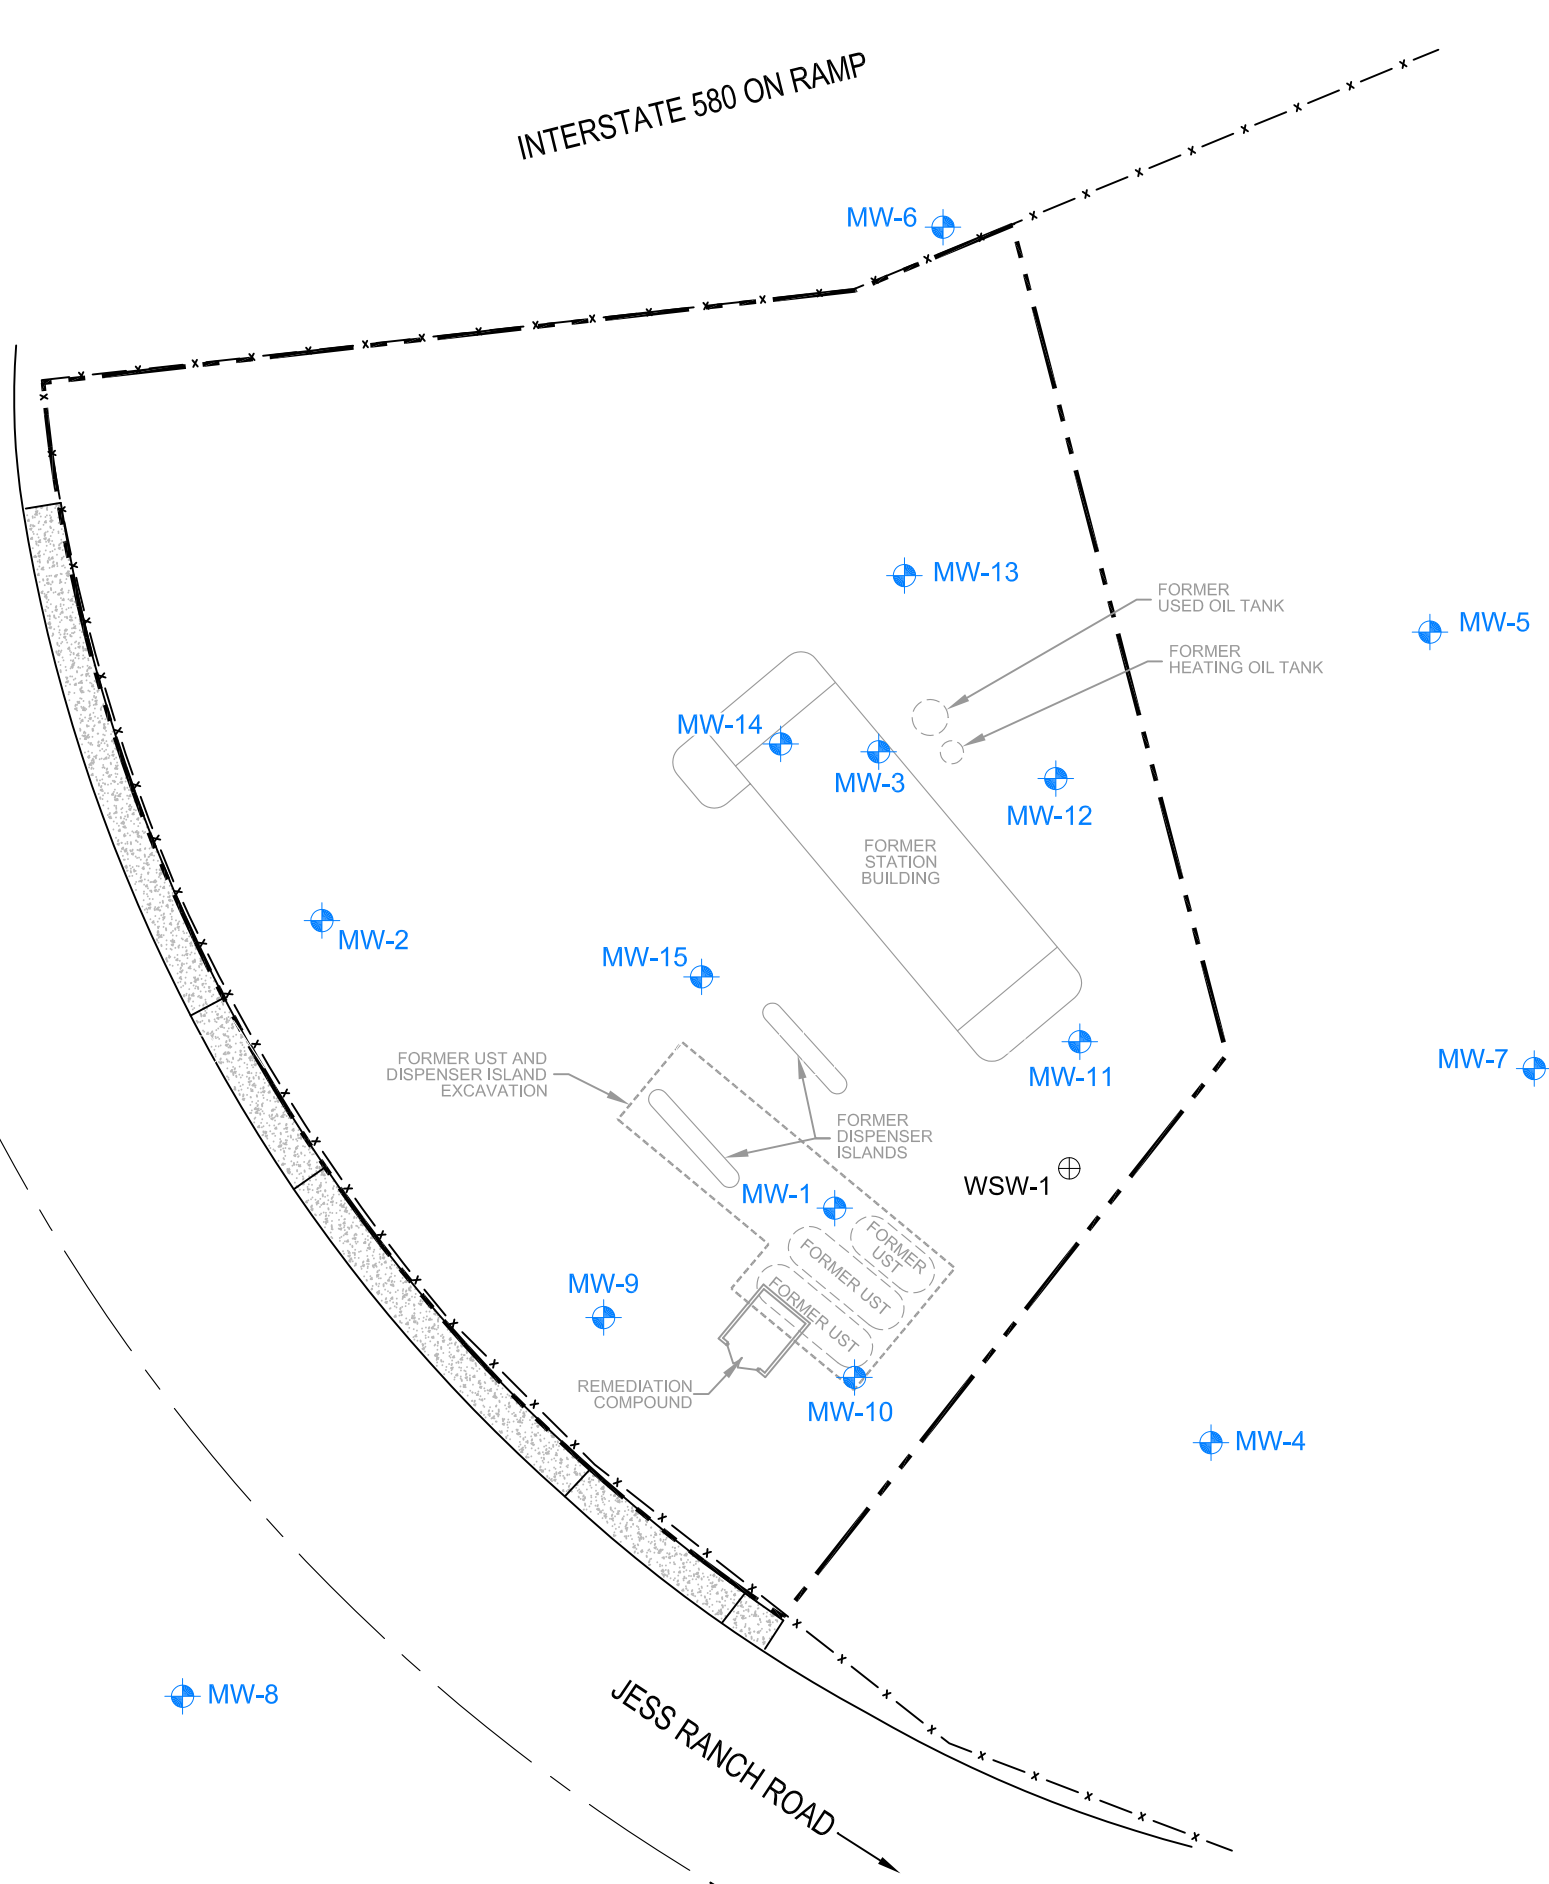 INTERSTATE 580 ON RAMP
MW-6
MW-13
FORMER
USED OIL TANK
MW-5
FORMER
HEATING OIL TANK
MW-14
MW-3
MW-12
FORMER
STATION
BUILDING
MW-2
MW-15
FORMER UST AND
DISPENSER ISLAND
EXCAVATION
MW-11
MW-7
FORMER
DISPENSER
ISLANDS
WSW-1
MW-1
FORMER
UST
FORMER UST
FORMER UST
MW-9
REMEDIATION
COMPOUND
MW-10
MW-4
MW-8
JESS RANCH ROAD